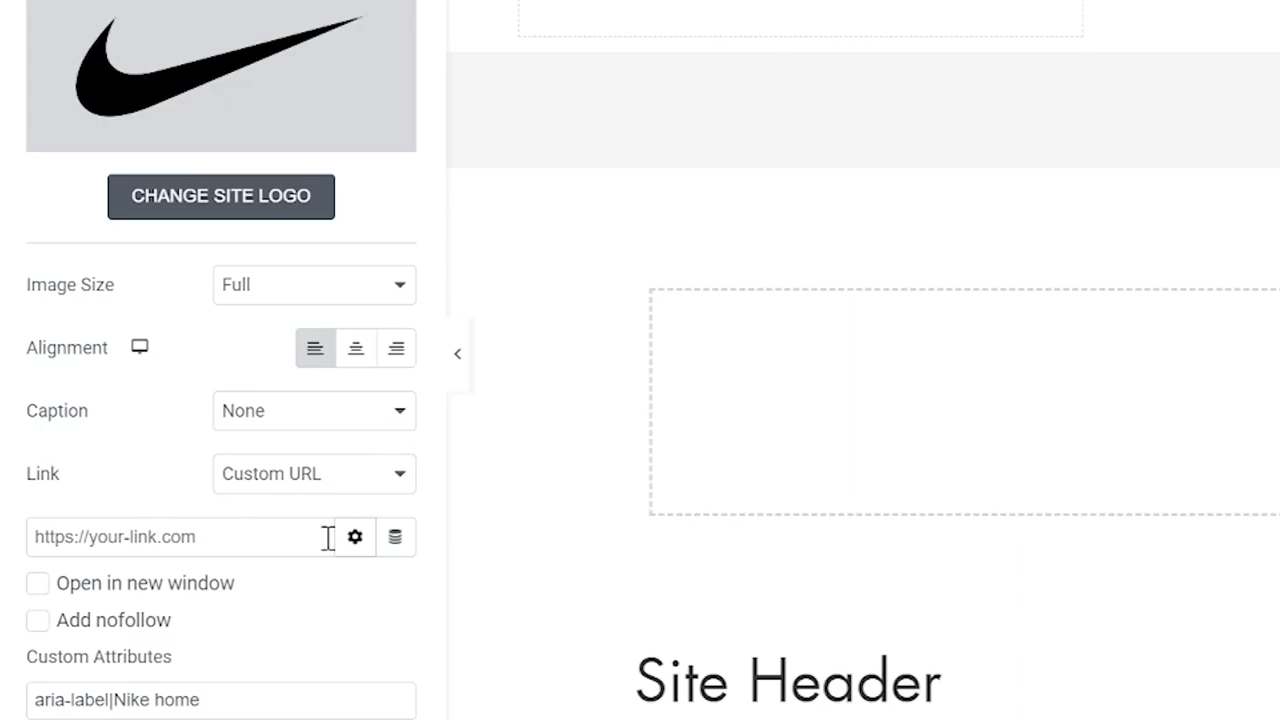 CHANGE SITE LOGO
Image Size
Full
Alignment
Caption
None
Link
Custom URL
https://your-link.com
Open in new window
Add nofollow
Custom Attributes
aria-label|Nike home
Site Header